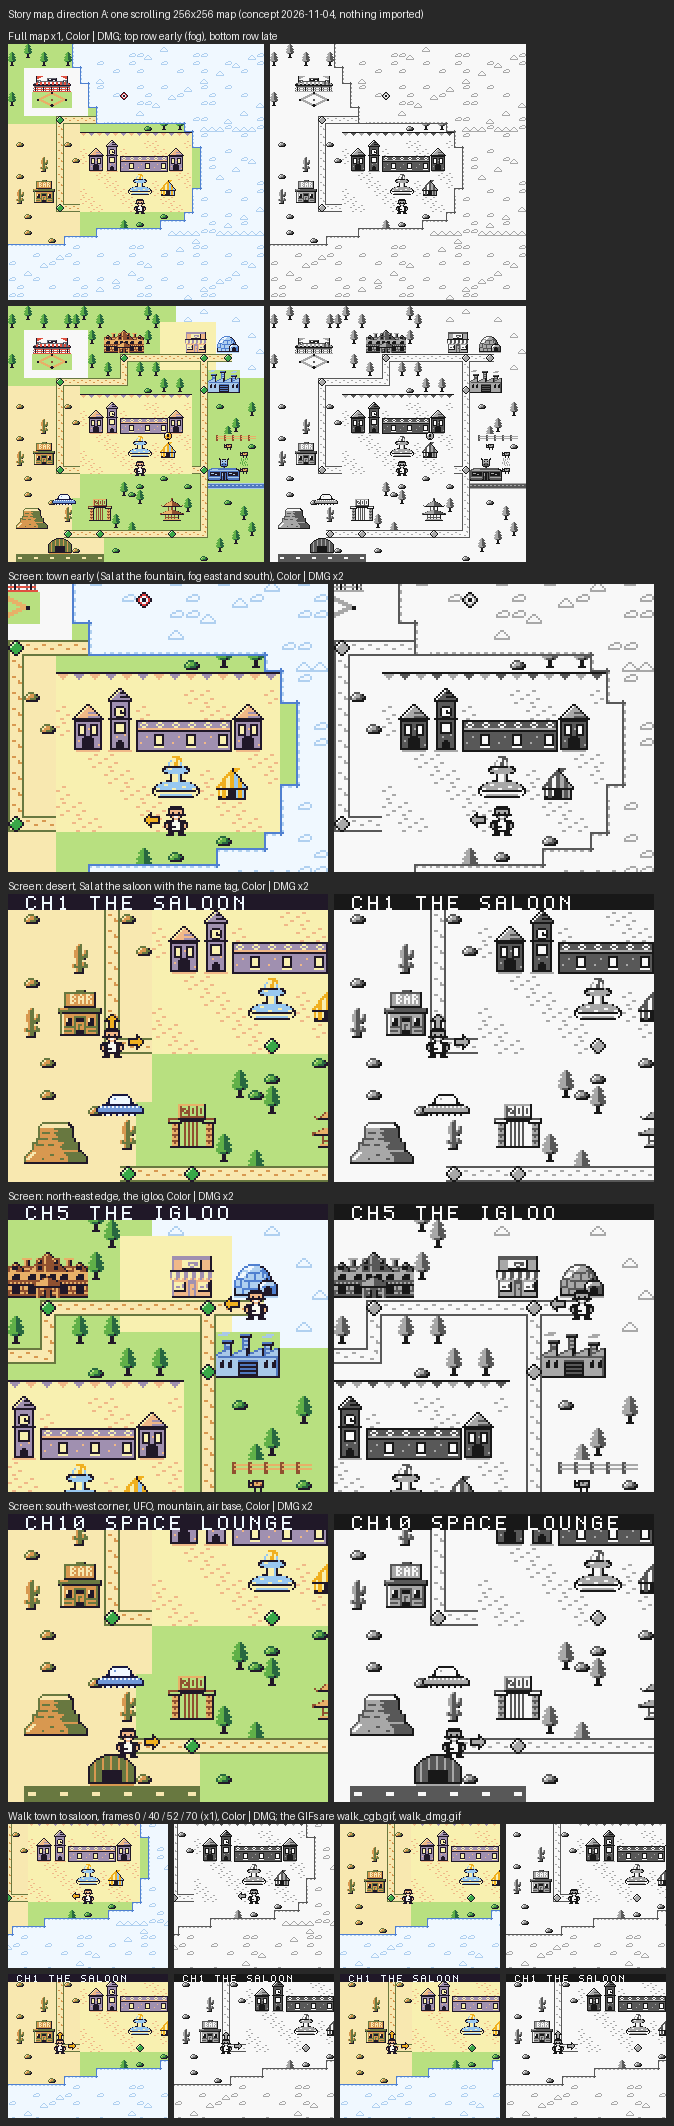 Story map, direction A: one scrolling 256x256 map (concept 2026-11-04, nothing imported)
Full map x1, Color | DMG; top row early (fog), bottom row late
Screen: town early (Sal at the fountain, fog east and south), Color | DMG x2
Screen: desert, Sal at the saloon with the name tag, Color | DMG x2
CH1 THE SALOON CH1 THE SALOON
BAR BAR
ZOO ZOO
Screen: north-east edge, the igloo, Color | DMG x2
CH5 THE IGLOO CH5 THE IGLOO
Screen: south-west corner, UFO, mountain, air base, Color | DMG x2
CH10 SPACE LOUNGE CH10 SPACE LOUNGE
BAR BAR
ZOO ZOO
Walk town to saloon, frames 0 / 40 / 52 / 70 (x1), Color | DMG; the GIFs are walk_cgb.gif, walk_dmg.gif
CH1 THE SALOON CH1 THE SALOON CH1 THE SALOON CH1 THE SALOON